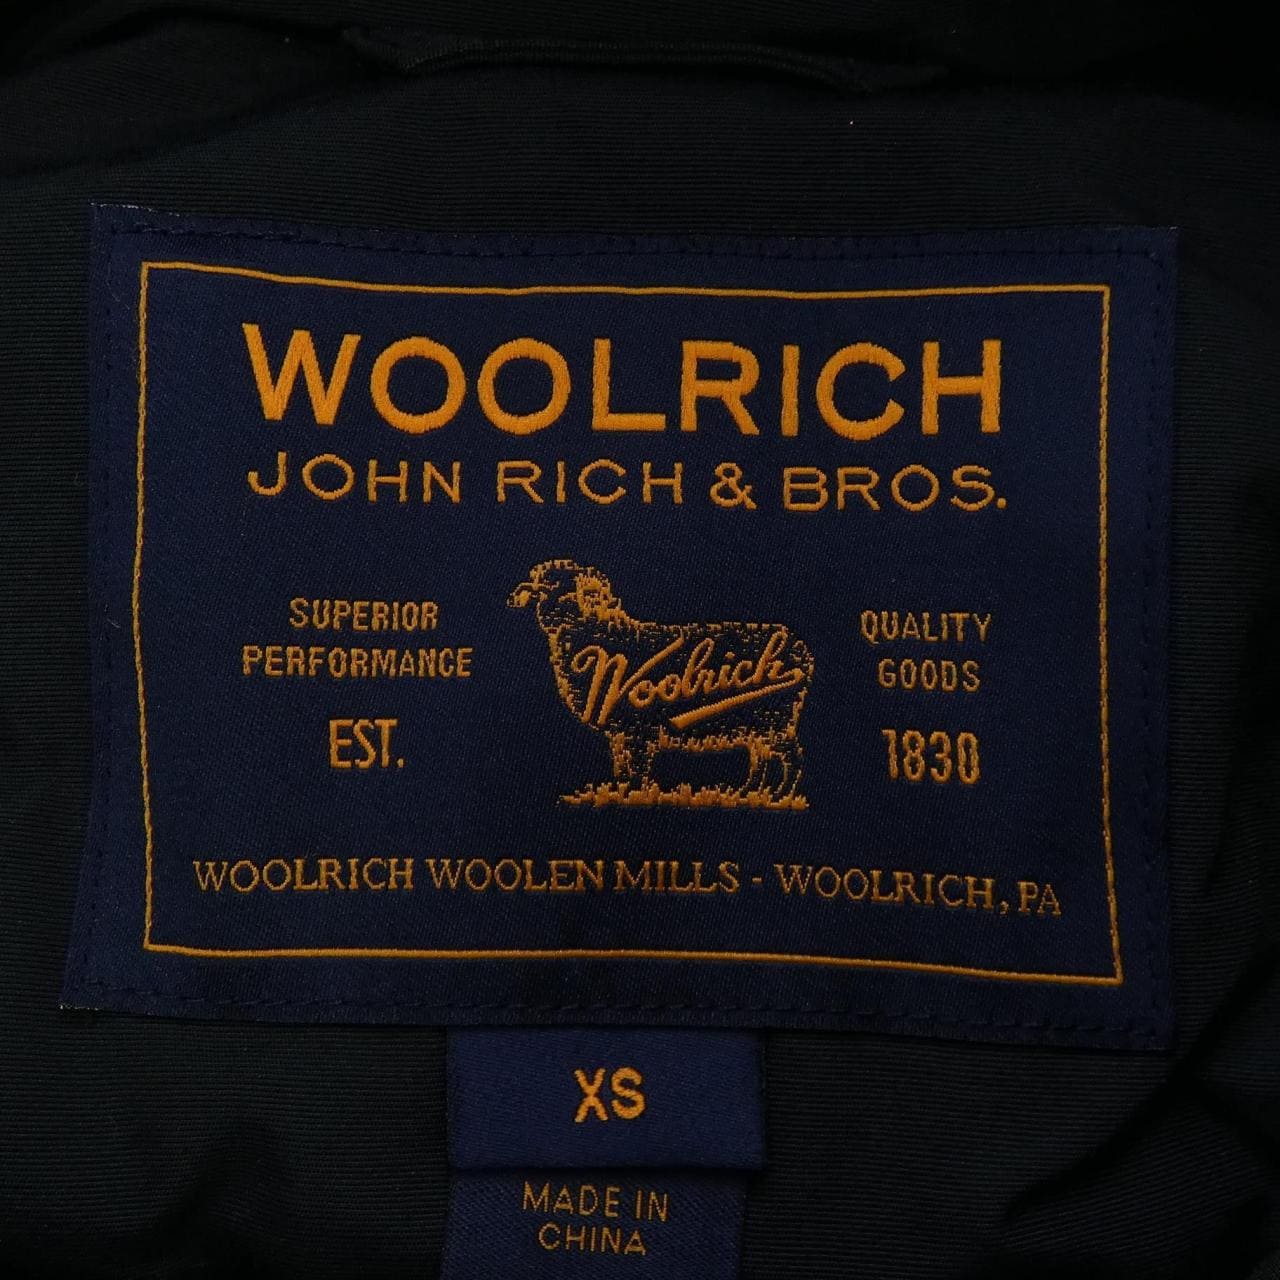 WOOLRICH
JOHN RICH & BROS.
SUPERIOR
PERFORMANCE
EST.
Woolrich
QUALITY
GOODS
1830
WOOLRICH WOOLEN MILLS - WOOLRICH, PA
XS
MADE IN
CHINA